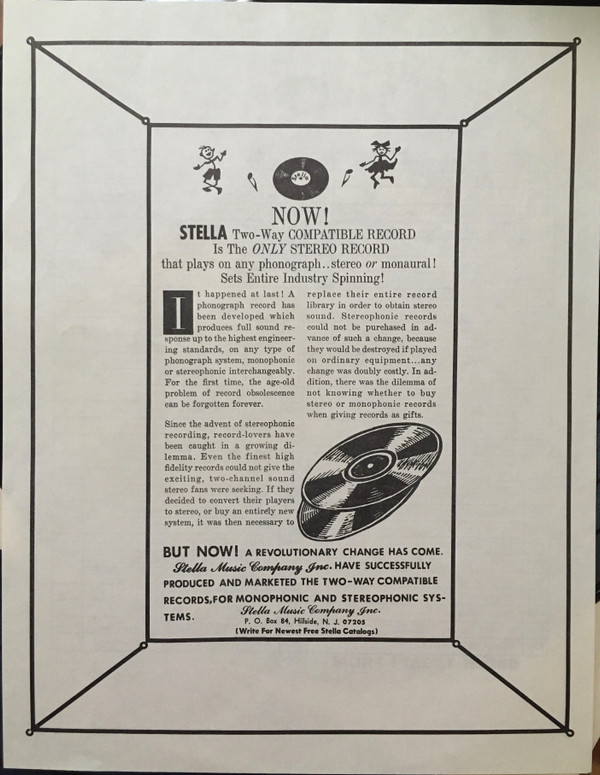 Stella
NOW!
STELLA Two-Way COMPATIBLE RECORD
Is The ONLY STEREO RECORD
that plays on any phonograph..stereo or monaural!
Sets Entire Industry Spinning!
It happened at last! A
phonograph record has
been developed which
produces full sound re-
sponse up to the highest engineer-
ing standards, on any type of
phonograph system, monophonic
or stereophonic interchangeably.
For the first time, the age-old
problem of record obsolescence
can be forgotten forever.
Since the advent of stereophonic
recording, record-lovers have
been caught in a growing di-
lemma. Even the finest high
fidelity records could not give the
exciting, two-channel sound
stereo fans were seeking. If they
decided to convert their players
to stereo, or buy an entirely new
system, it was then necessary to
replace their entire record
library in order to obtain stereo
sound. Stereophonic records
could not be purchased in ad-
vance of such a change, because
they would be destroyed if played
on ordinary equipment...any
change was doubly costly. In ad-
dition, there was the dilemma of
not knowing whether to buy
stereo or monophonic records
when giving records as gifts.
BUT NOW! A REVOLUTIONARY CHANGE HAS COME.
Stella Music Company Inc. HAVE SUCCESSFULLY
PRODUCED AND MARKETED THE TWO-WAY COMPATIBLE
RECORDS,FOR MONOPHONIC AND STEREOPHONIC SYS-
TEMS.
Stella Music Company Inc.
P. O. Box 84, Hillside, N. J. 07205
(Write For Newest Free Stella Catalogs)